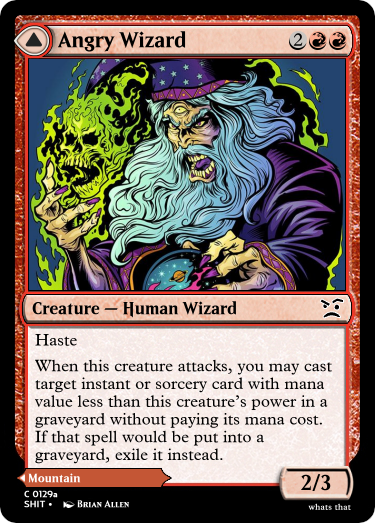 Angry Wizard 2
Creature — Human Wizard
Haste
When this creature attacks, you may cast
target instant or sorcery card with mana
value less than this creature's power in a
graveyard without paying its mana cost.
If that spell would be put into a
graveyard, exile it instead.
Mountain
2/3
C 0129a
SHIT • Brian Allen
whats that